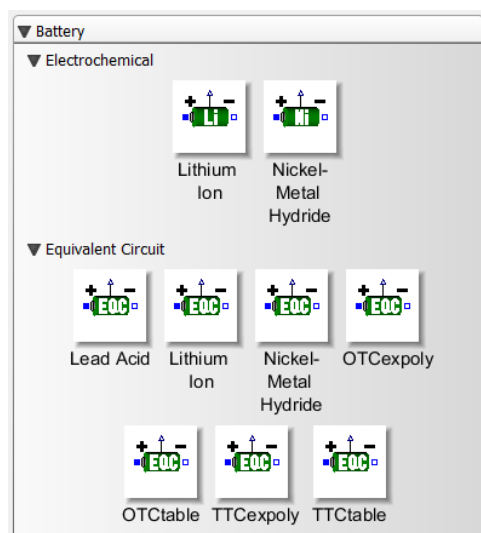 Battery
Electrochemical
+ -
+ -
Li
Ni
Lithium
Ion
Nickel-
Metal
Hydride
Equivalent Circuit
+ -
+ -
+ -
+ -
EQC
EQC
EQC
EQC
Lead Acid
Lithium
Ion
Nickel-
Metal
Hydride
OTCexpoly
+ -
+ -
+ -
EQC
EQC
EQC
OTCtable
TTCexpoly
TTCtable